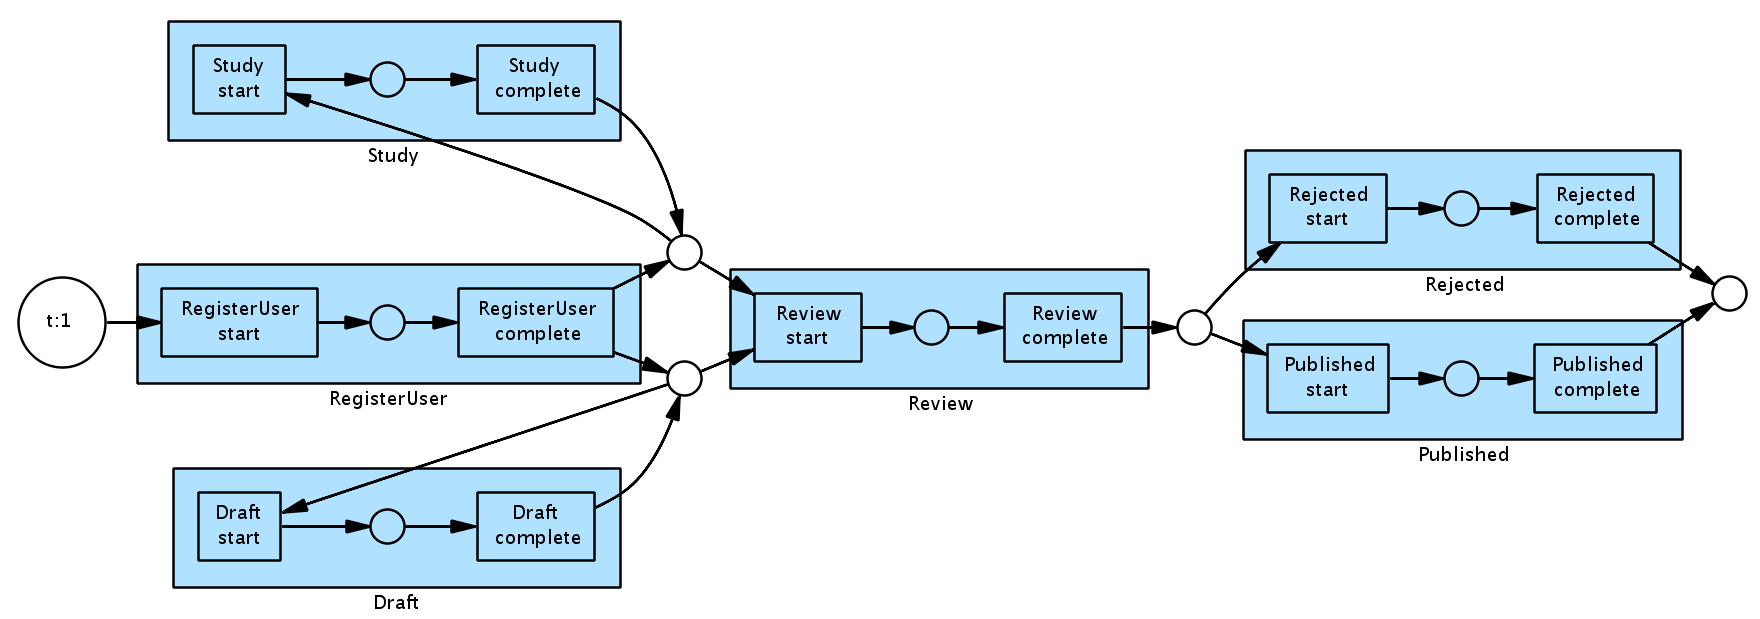 Study
start
Study
complete
Study
t:1
RegisterUser
start
RegisterUser
complete
RegisterUser
Draft
start
Draft
complete
Draft
Review
start
Review
complete
Review
Rejected
start
Rejected
complete
Rejected
Published
start
Published
complete
Published